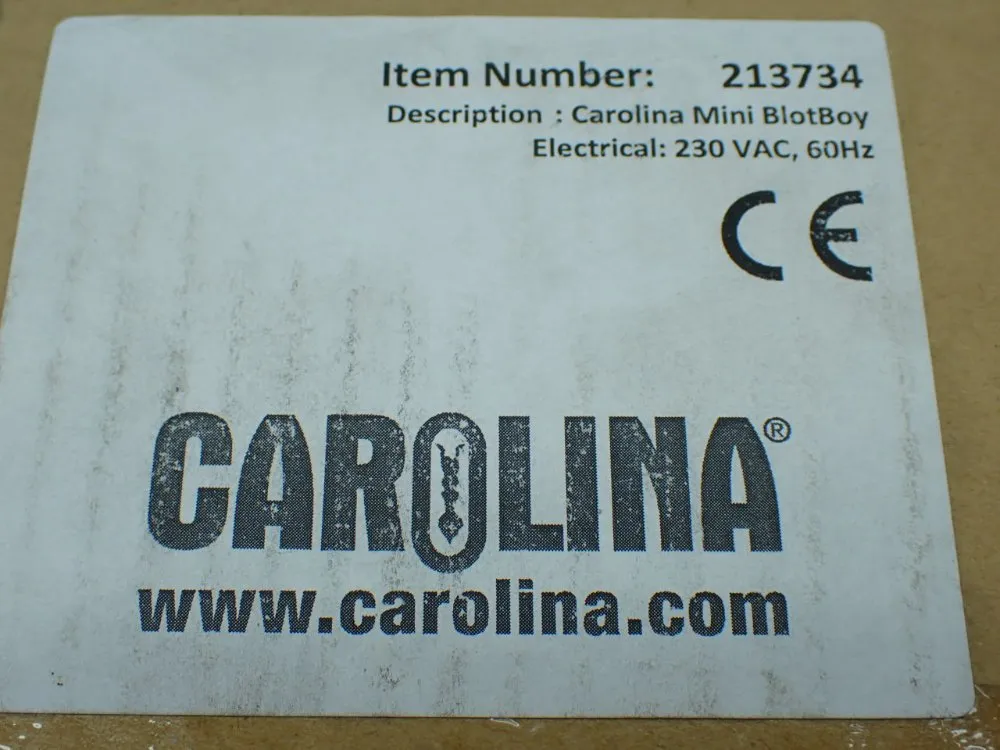 Item Number: 213734
Description : Carolina Mini BlotBoy
Electrical: 230 VAC, 60Hz
CE
CAROLINA®
www.carolina.com